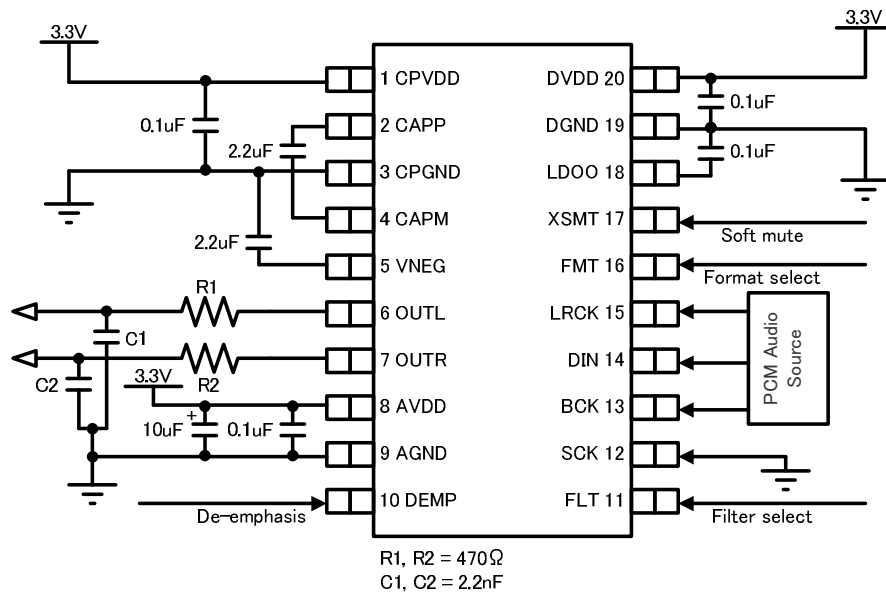 3.3V
3.3V
1 CPVDD
DVDD 20
0.1uF
0.1uF
2 CAPP
DGND 19
2.2uF
0.1uF
3 CPGND
LDOO 18
4 CAPM
XSMT 17
Soft mute
2.2uF
5 VNEG
FMT 16
Format select
R1
6 OUTL
LRCK 15
C1
PCM Audio
Source
7 OUTR
DIN 14
C2
R2
3.3V
8 AVDD
BCK 13
+
10uF
0.1uF
9 AGND
SCK 12
10 DEMP
FLT 11
De-emphasis
Filter select
R1, R2 = 470Ω
C1, C2 = 2.2nF